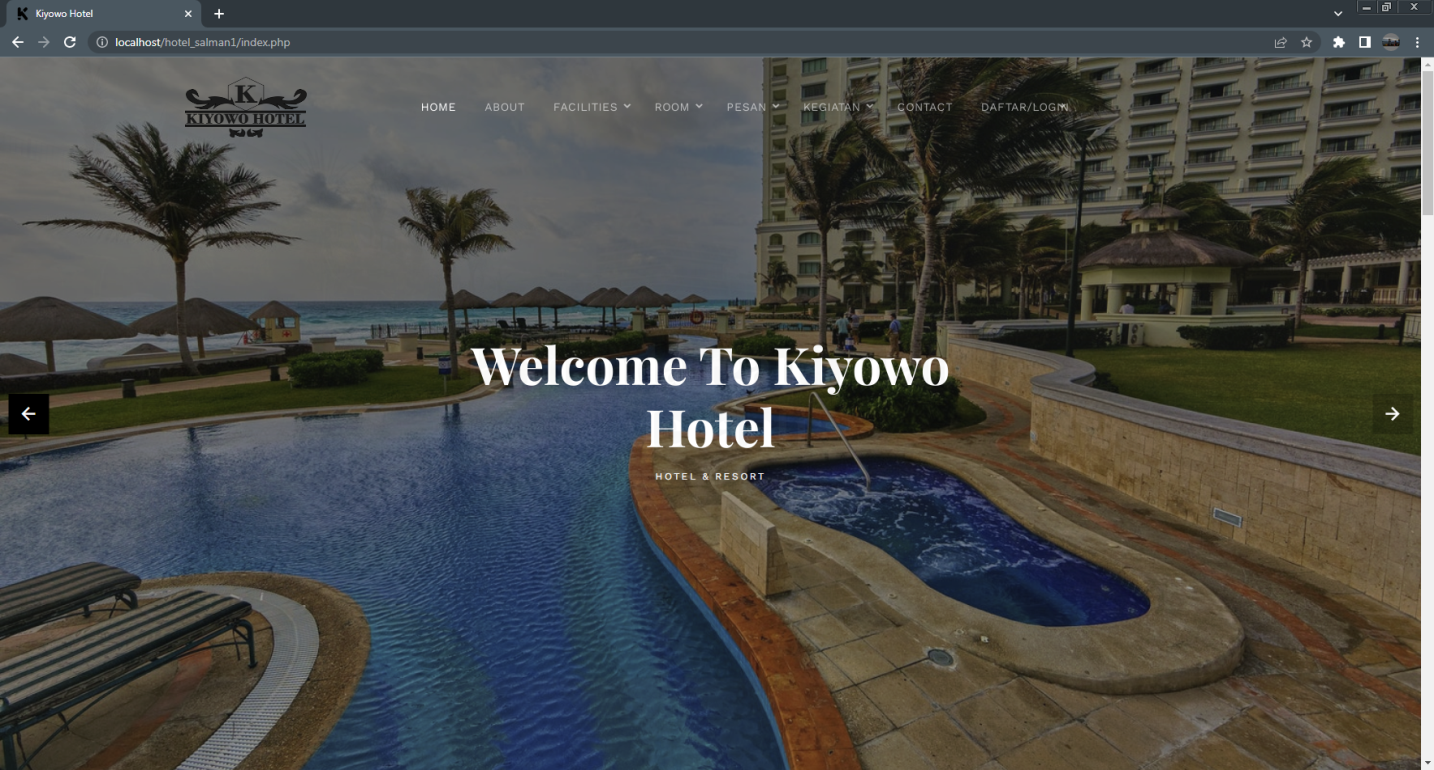 Kiyowo Hotel
localhost/hotel_salman1/index.php
K
KIYOWO HOTEL
HOME ABOUT FACILITIES ROOM PESAN KEGIATAN CONTACT DAFTAR/LOGIN
Welcome To Kiyowo
Hotel
HOTEL & RESORT